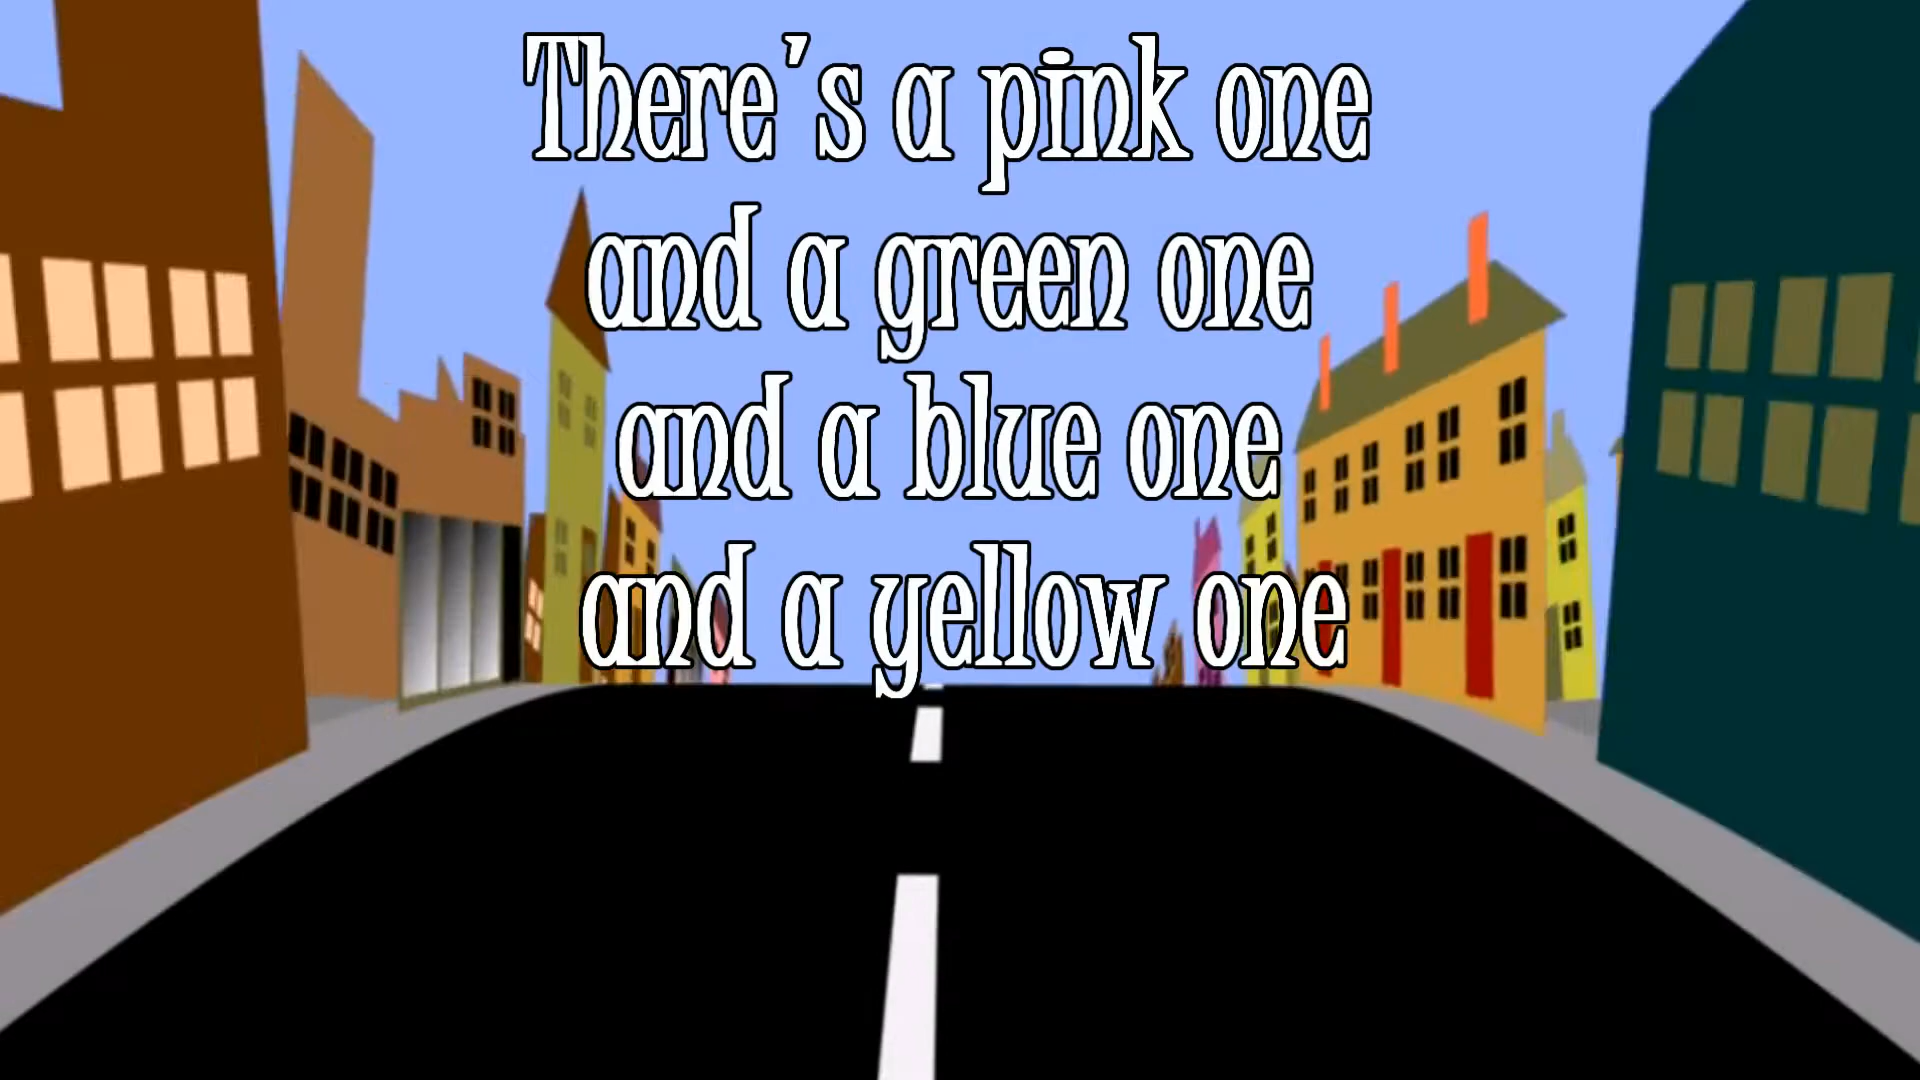 There's a pink one
and a green one
and a blue one
and a yellow one